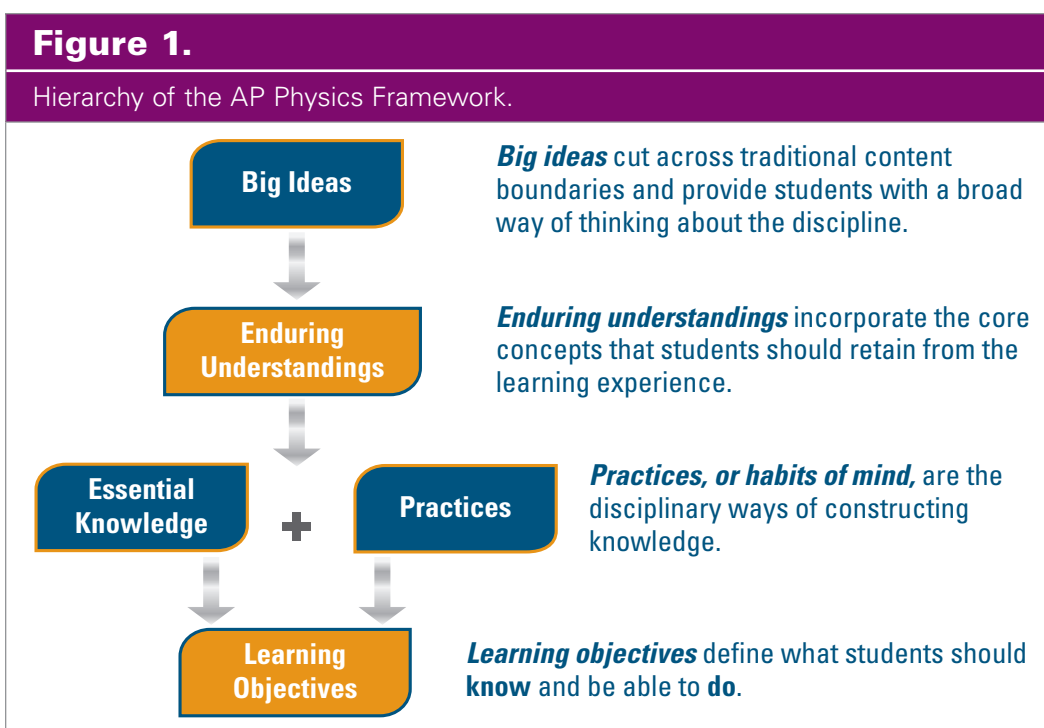 Figure 1.
Hierarchy of the AP Physics Framework.
Big Ideas
Big ideas cut across traditional content
boundaries and provide students with a broad
way of thinking about the discipline.
Enduring
Understandings
Enduring understandings incorporate the core
concepts that students should retain from the
learning experience.
Essential
Knowledge
+
Practices
Practices, or habits of mind, are the
disciplinary ways of constructing
knowledge.
Learning
Objectives
Learning objectives define what students should
know and be able to do.